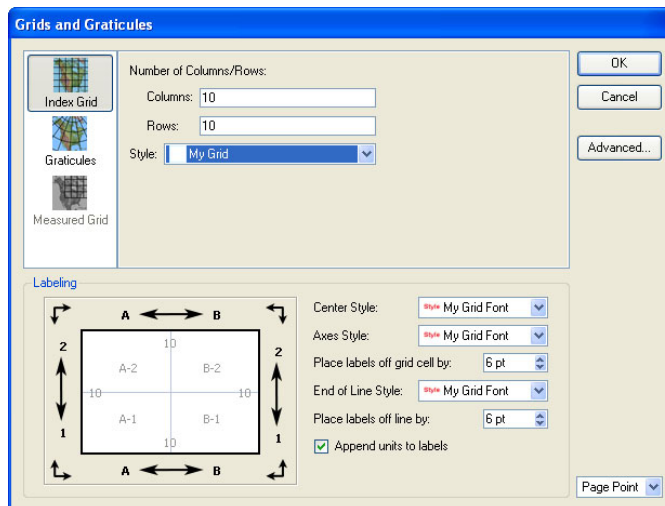 Grids and Graticules
Index Grid
Graticules
Measured Grid
Number of Columns/Rows:
Columns: 10
Rows: 10
Style: My Grid
OK
Cancel
Advanced...
Labeling
A B
2 10 2
A-2 B-2
10 10
A-1 B-1
1 10 1
A B
Center Style: Style My Grid Font
Axes Style: Style My Grid Font
Place labels off grid cell by: 6 pt
End of Line Style: Style My Grid Font
Place labels off line by: 6 pt
Append units to labels
Page Point